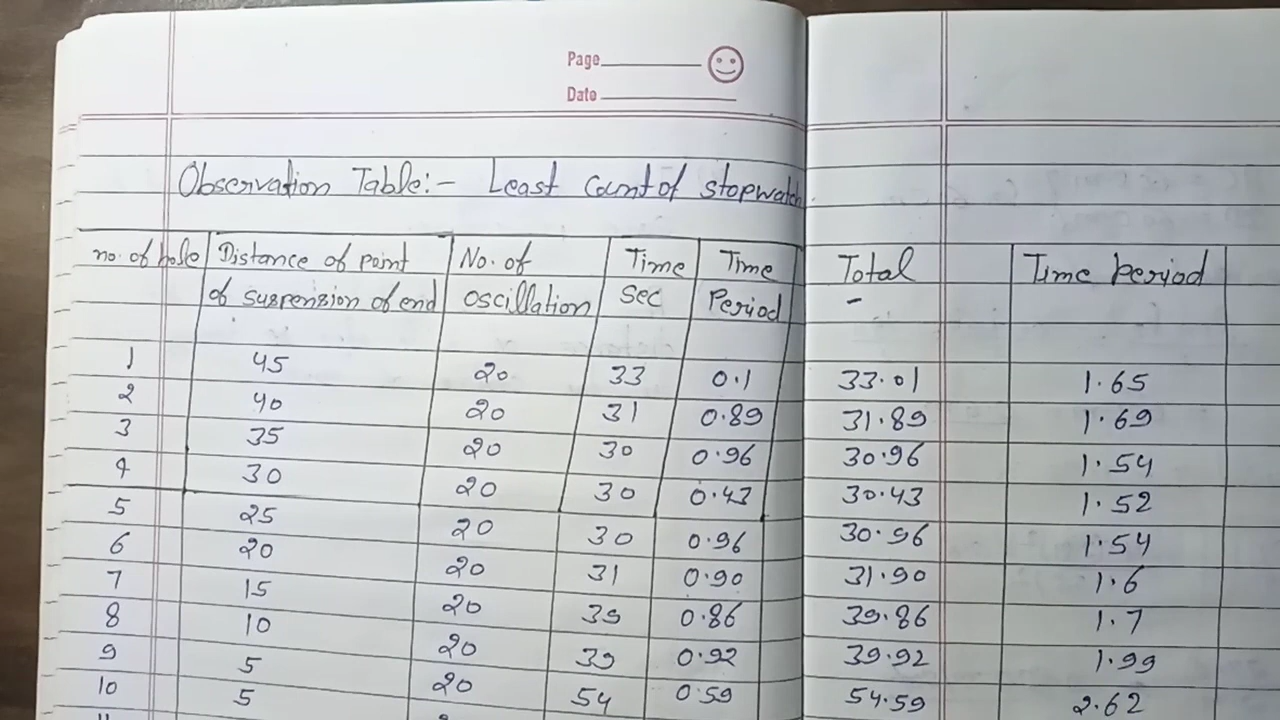 Page
Date
Observation Table:- Least Count of stopwatch
no. of hole Distance of point of suspension of end No. of oscillation Time sec Time Period Total - Time Period
1 45 20 33 0.1 33.01 1.65
2 40 20 31 0.89 31.89 1.69
3 35 20 30 0.96 30.96 1.54
4 30 20 30 0.43 30.43 1.52
5 25 20 30 0.96 30.96 1.54
6 20 20 31 0.90 31.90 1.6
7 15 20 39 0.86 39.86 1.7
8 10 20 39 0.92 39.92 1.99
9 5 20 54 0.59 54.59 2.62
10 5
11